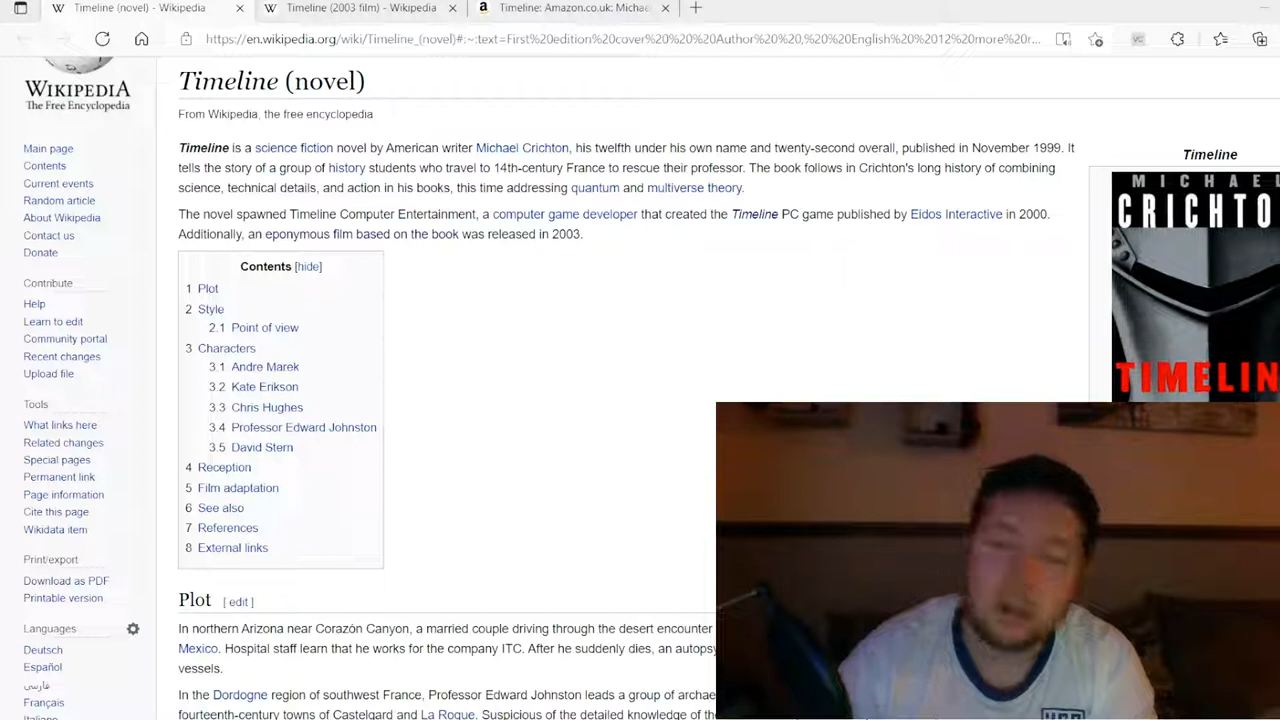 Timeline (novel) - Wikipedia
Timeline (2003 film) - Wikipedia
Timeline: Amazon.co.uk: Michae
https://en.wikipedia.org/wiki/Timeline_(novel)#:~:text=First%20edition%20cover%20%20%20Author%20%20,%20%20English%20%2012%20more%20r...
WIKIPEDIA
The Free Encyclopedia
Main page
Contents
Current events
Random article
About Wikipedia
Contact us
Donate
Contribute
Help
Learn to edit
Community portal
Recent changes
Upload file
Tools
What links here
Related changes
Special pages
Permanent link
Page information
Cite this page
Wikidata item
Print/export
Download as PDF
Printable version
Languages
Deutsch
Español
فارسی
Français
Italiano
Timeline (novel)
From Wikipedia, the free encyclopedia
Timeline is a science fiction novel by American writer Michael Crichton, his twelfth under his own name and twenty-second overall, published in November 1999. It
tells the story of a group of history students who travel to 14th-century France to rescue their professor. The book follows in Crichton's long history of combining
science, technical details, and action in his books, this time addressing quantum and multiverse theory.
The novel spawned Timeline Computer Entertainment, a computer game developer that created the Timeline PC game published by Eidos Interactive in 2000.
Additionally, an eponymous film based on the book was released in 2003.
Contents [hide]
1 Plot
2 Style
2.1 Point of view
3 Characters
3.1 Andre Marek
3.2 Kate Erikson
3.3 Chris Hughes
3.4 Professor Edward Johnston
3.5 David Stern
4 Reception
5 Film adaptation
6 See also
7 References
8 External links
Plot [ edit ]
In northern Arizona near Corazón Canyon, a married couple driving through the desert encounter
Mexico. Hospital staff learn that he works for the company ITC. After he suddenly dies, an autopsy
vessels.
In the Dordogne region of southwest France, Professor Edward Johnston leads a group of archae
fourteenth-century towns of Castelgard and La Roque. Suspicious of the detailed knowledge of the
Timeline
MICHAEL
CRICHTO
TIMELIN